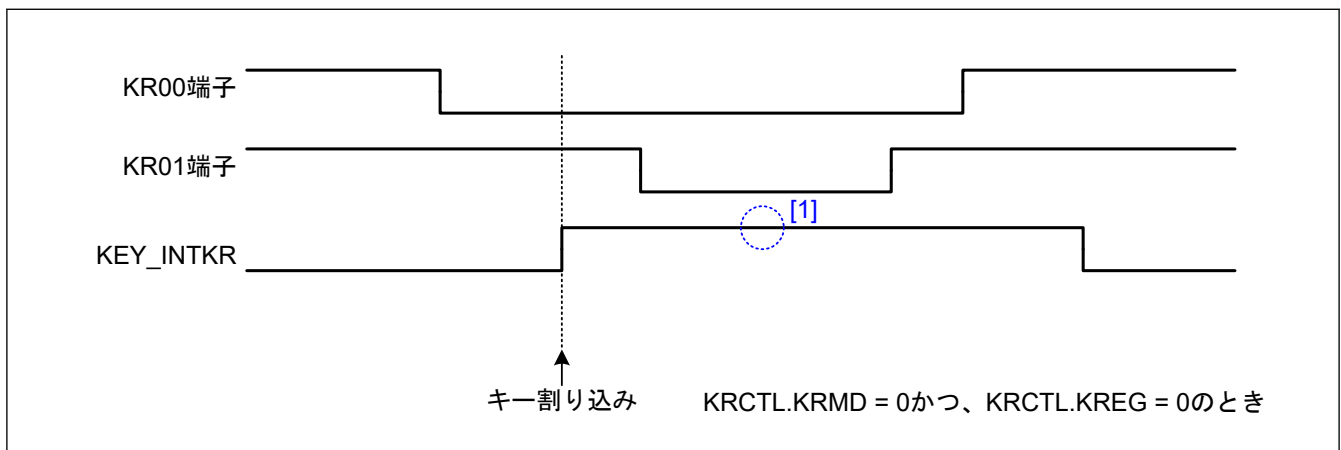 KR00端子
KR01端子
[1]
KEY_INTKR
キー割り込み
KRCTL.KRMD = 0かつ、KRCTL.KREG = 0のとき